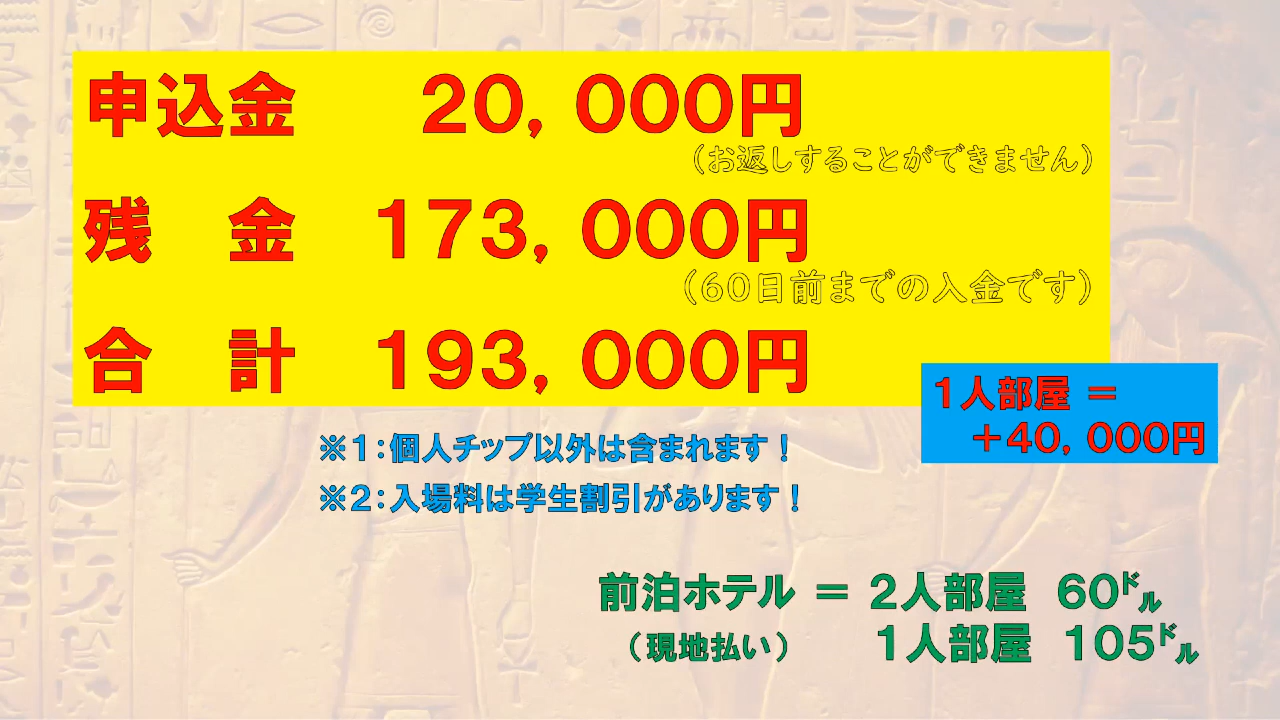 申込金　　２０，０００円
（お返しすることができません）
残　金　１７３，０００円
（６０日前までの入金です）
合　計　１９３，０００円
１人部屋 ＝
＋４０，０００円
※１：個人チップ以外は含まれます！
※２：入場料は学生割引があります！
前泊ホテル ＝ ２人部屋　６０㌦
（現地払い）　　１人部屋　１０５㌦